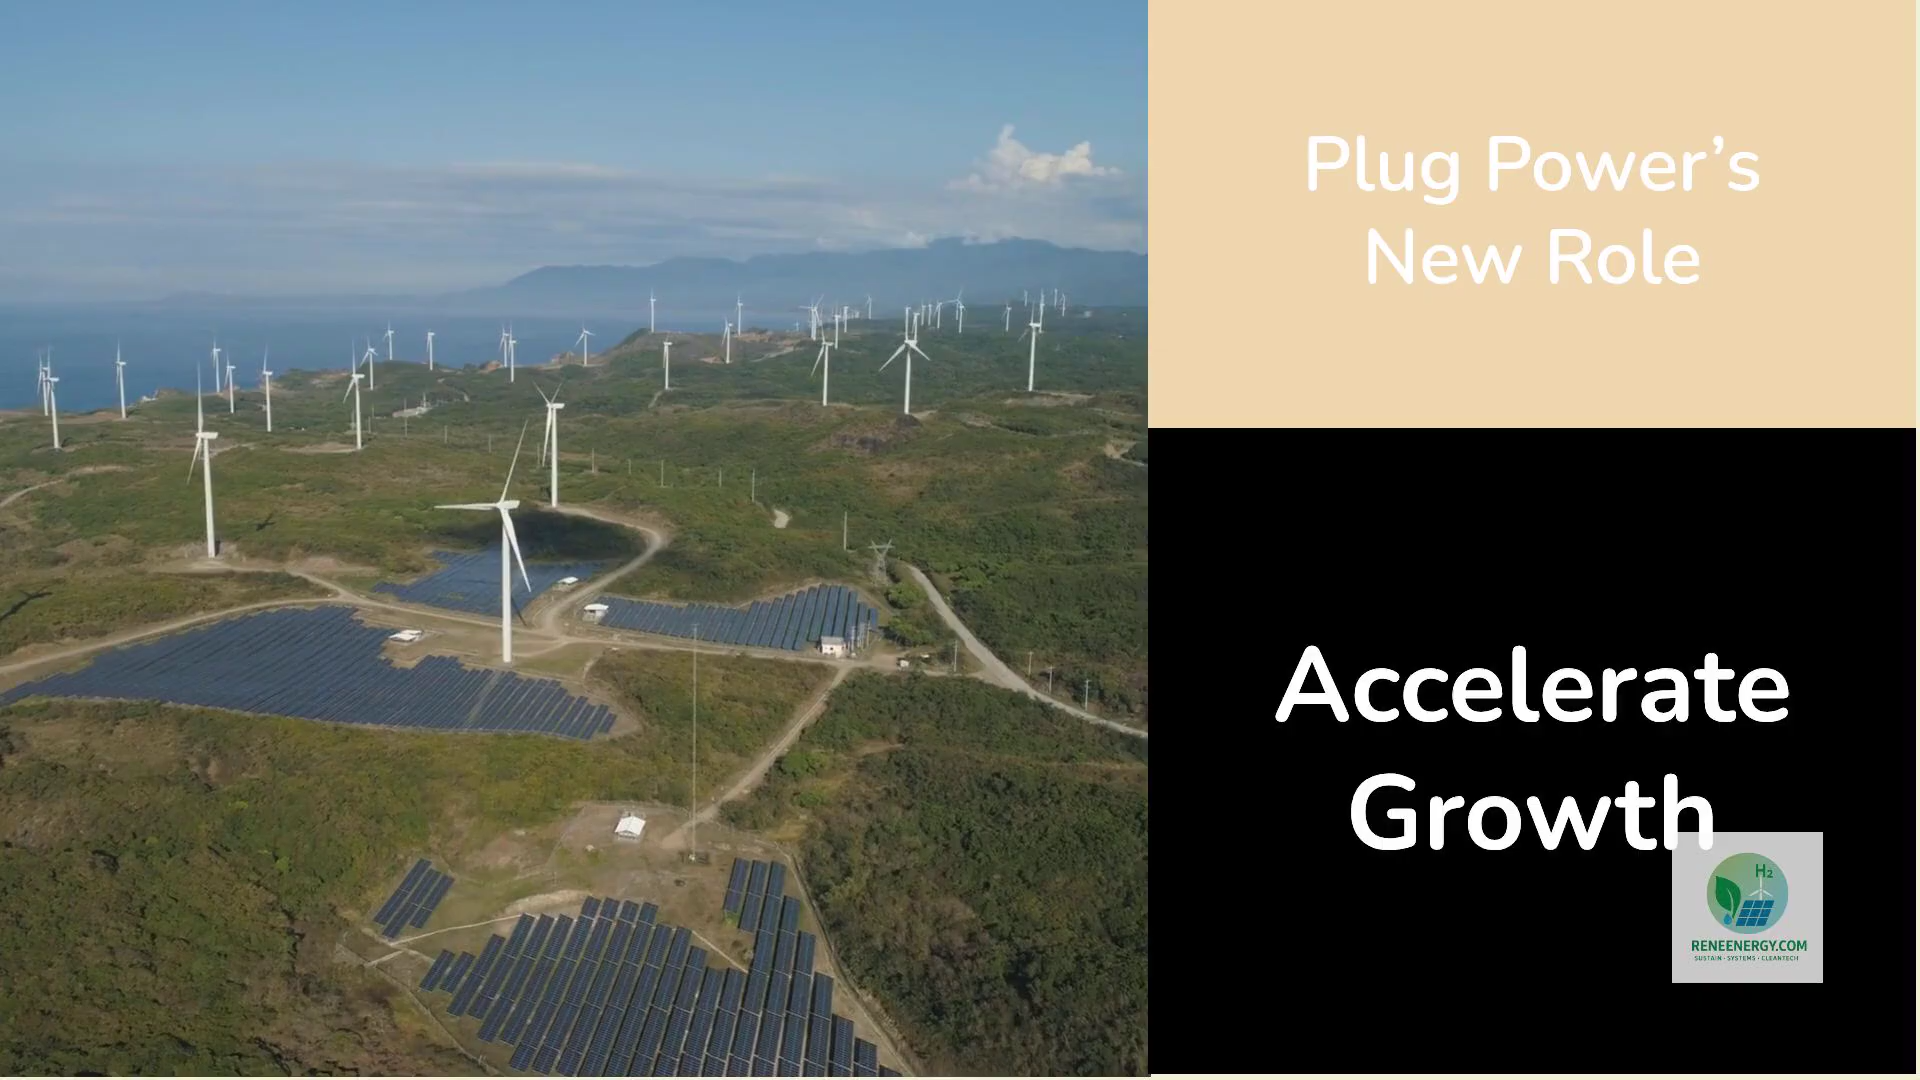 Plug Power’s
New Role
Accelerate
Growth
H2
RENEENERGY.COM
SUSTAIN · SYSTEMS · CLEANTECH